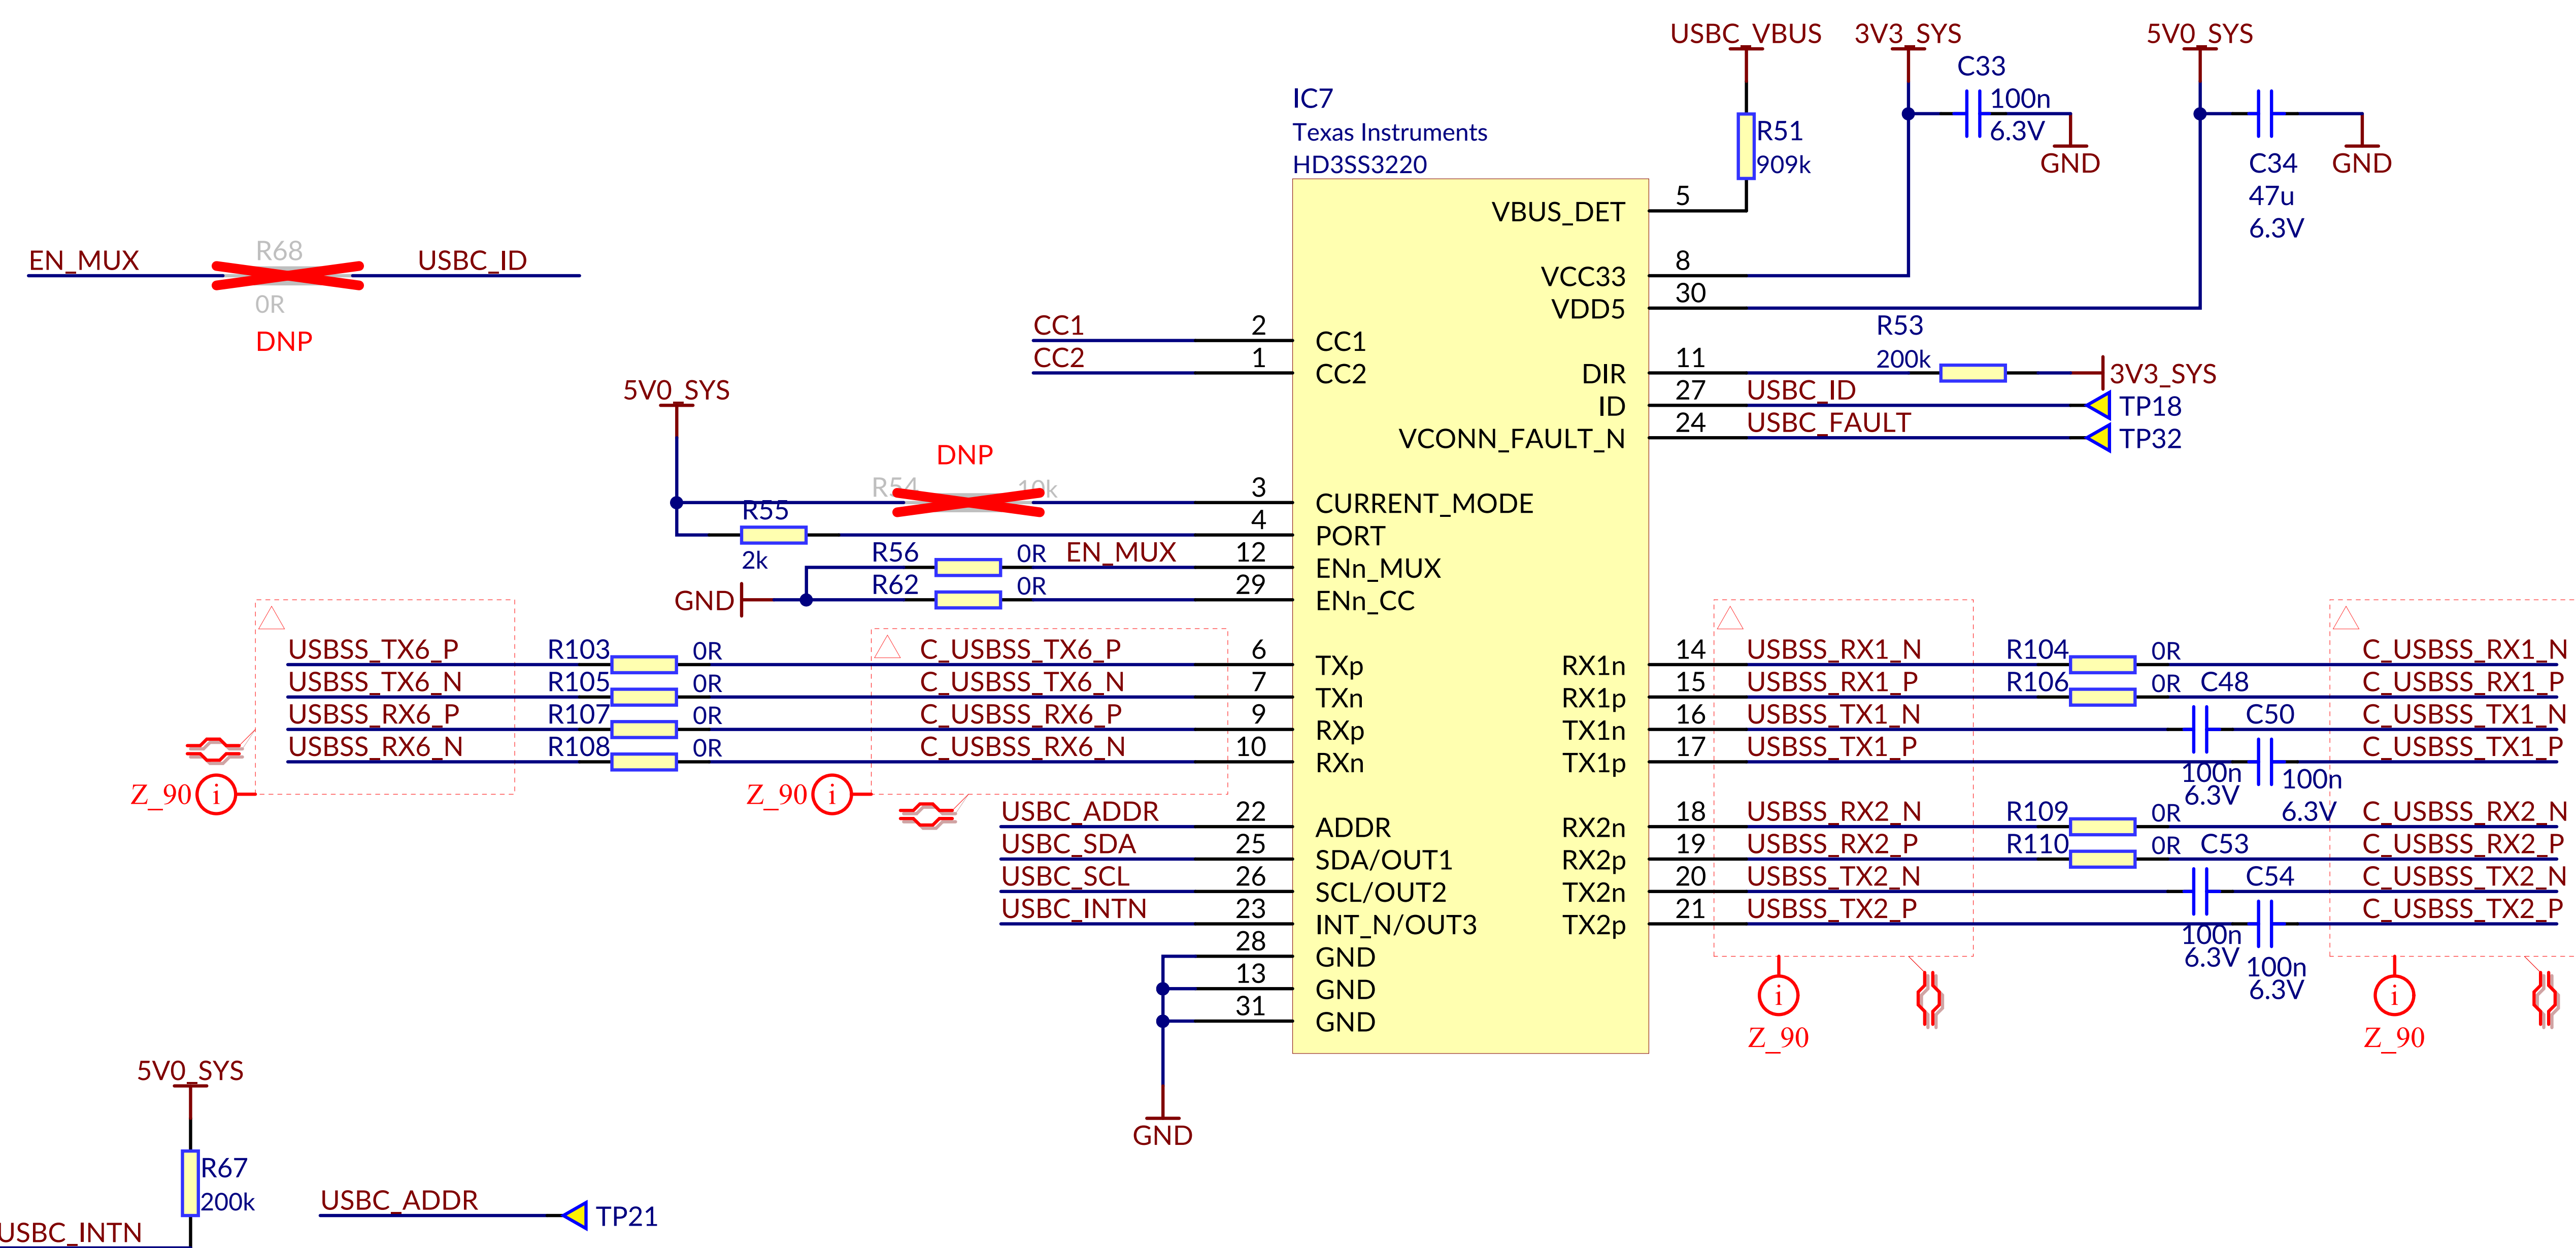 USBC_VBUS
3V3_SYS
5V0_SYS
C33
100n
6.3V
GND
C34
47u
6.3V
GND
R51
909k
IC7
Texas Instruments
HD3SS3220
EN_MUX
R68
0R
DNP
USBC_ID
VBUS_DET 5
VCC33 8
VDD5 30
CC1 2 CC1
CC2 1 CC2
DIR 11
R53
200k
3V3_SYS
ID 27 USBC_ID TP18
VCONN_FAULT_N 24 USBC_FAULT TP32
5V0_SYS
DNP
R54 10k
3 CURRENT_MODE
R55
2k
4 PORT
R56 0R EN_MUX 12 ENn_MUX
GND R62 0R 29 ENn_CC
USBSS_TX6_P R103 0R C_USBSS_TX6_P 6 TXp
USBSS_TX6_N R105 0R C_USBSS_TX6_N 7 TXn
USBSS_RX6_P R107 0R C_USBSS_RX6_P 9 RXp
USBSS_RX6_N R108 0R C_USBSS_RX6_N 10 RXn
Z_90 i
Z_90 i
RX1n 14 USBSS_RX1_N R104 0R C_USBSS_RX1_N
RX1p 15 USBSS_RX1_P R106 0R C48 C_USBSS_RX1_P
TX1n 16 USBSS_TX1_N C50 C_USBSS_TX1_N
TX1p 17 USBSS_TX1_P C_USBSS_TX1_P
100n
6.3V
100n
6.3V
USBC_ADDR 22 ADDR
USBC_SDA 25 SDA/OUT1
USBC_SCL 26 SCL/OUT2
USBC_INTN 23 INT_N/OUT3
28 GND
13 GND
31 GND
GND
RX2n 18 USBSS_RX2_N R109 0R C_USBSS_RX2_N
RX2p 19 USBSS_RX2_P R110 0R C53 C_USBSS_RX2_P
TX2n 20 USBSS_TX2_N C54 C_USBSS_TX2_N
TX2p 21 USBSS_TX2_P C_USBSS_TX2_P
100n
6.3V
100n
6.3V
i
Z_90
i
Z_90
5V0_SYS
R67
200k
USBC_INTN
USBC_ADDR TP21